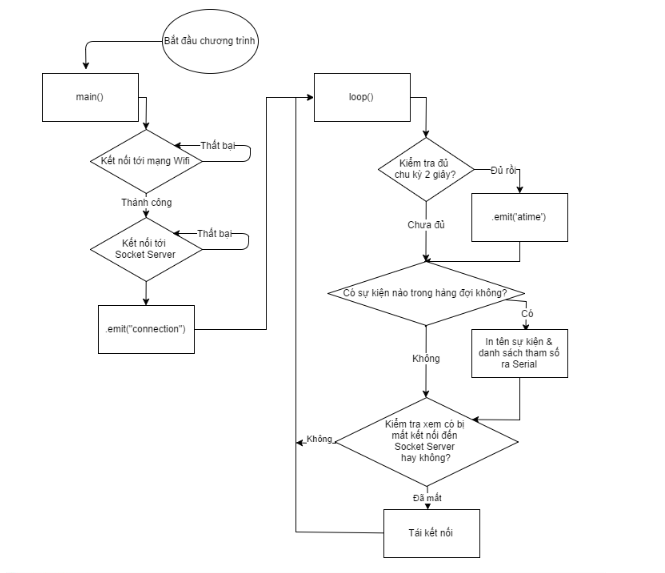 Bắt đầu chương trình
main()
Thất bại
Kết nối tới mạng Wifi
Thành công
Thất bại
Kết nối tới
Socket Server
.emit("connection")
loop()
Kiểm tra đủ
chu kỳ 2 giây?
Đủ rồi
.emit('atime')
Chưa đủ
Có sự kiện nào trong hàng đợi không?
Có
In tên sự kiện &
danh sách tham số
ra Serial
Không
Kiểm tra xem có bị
mất kết nối đến
Socket Server
hay không?
Không
Đã mất
Tái kết nối